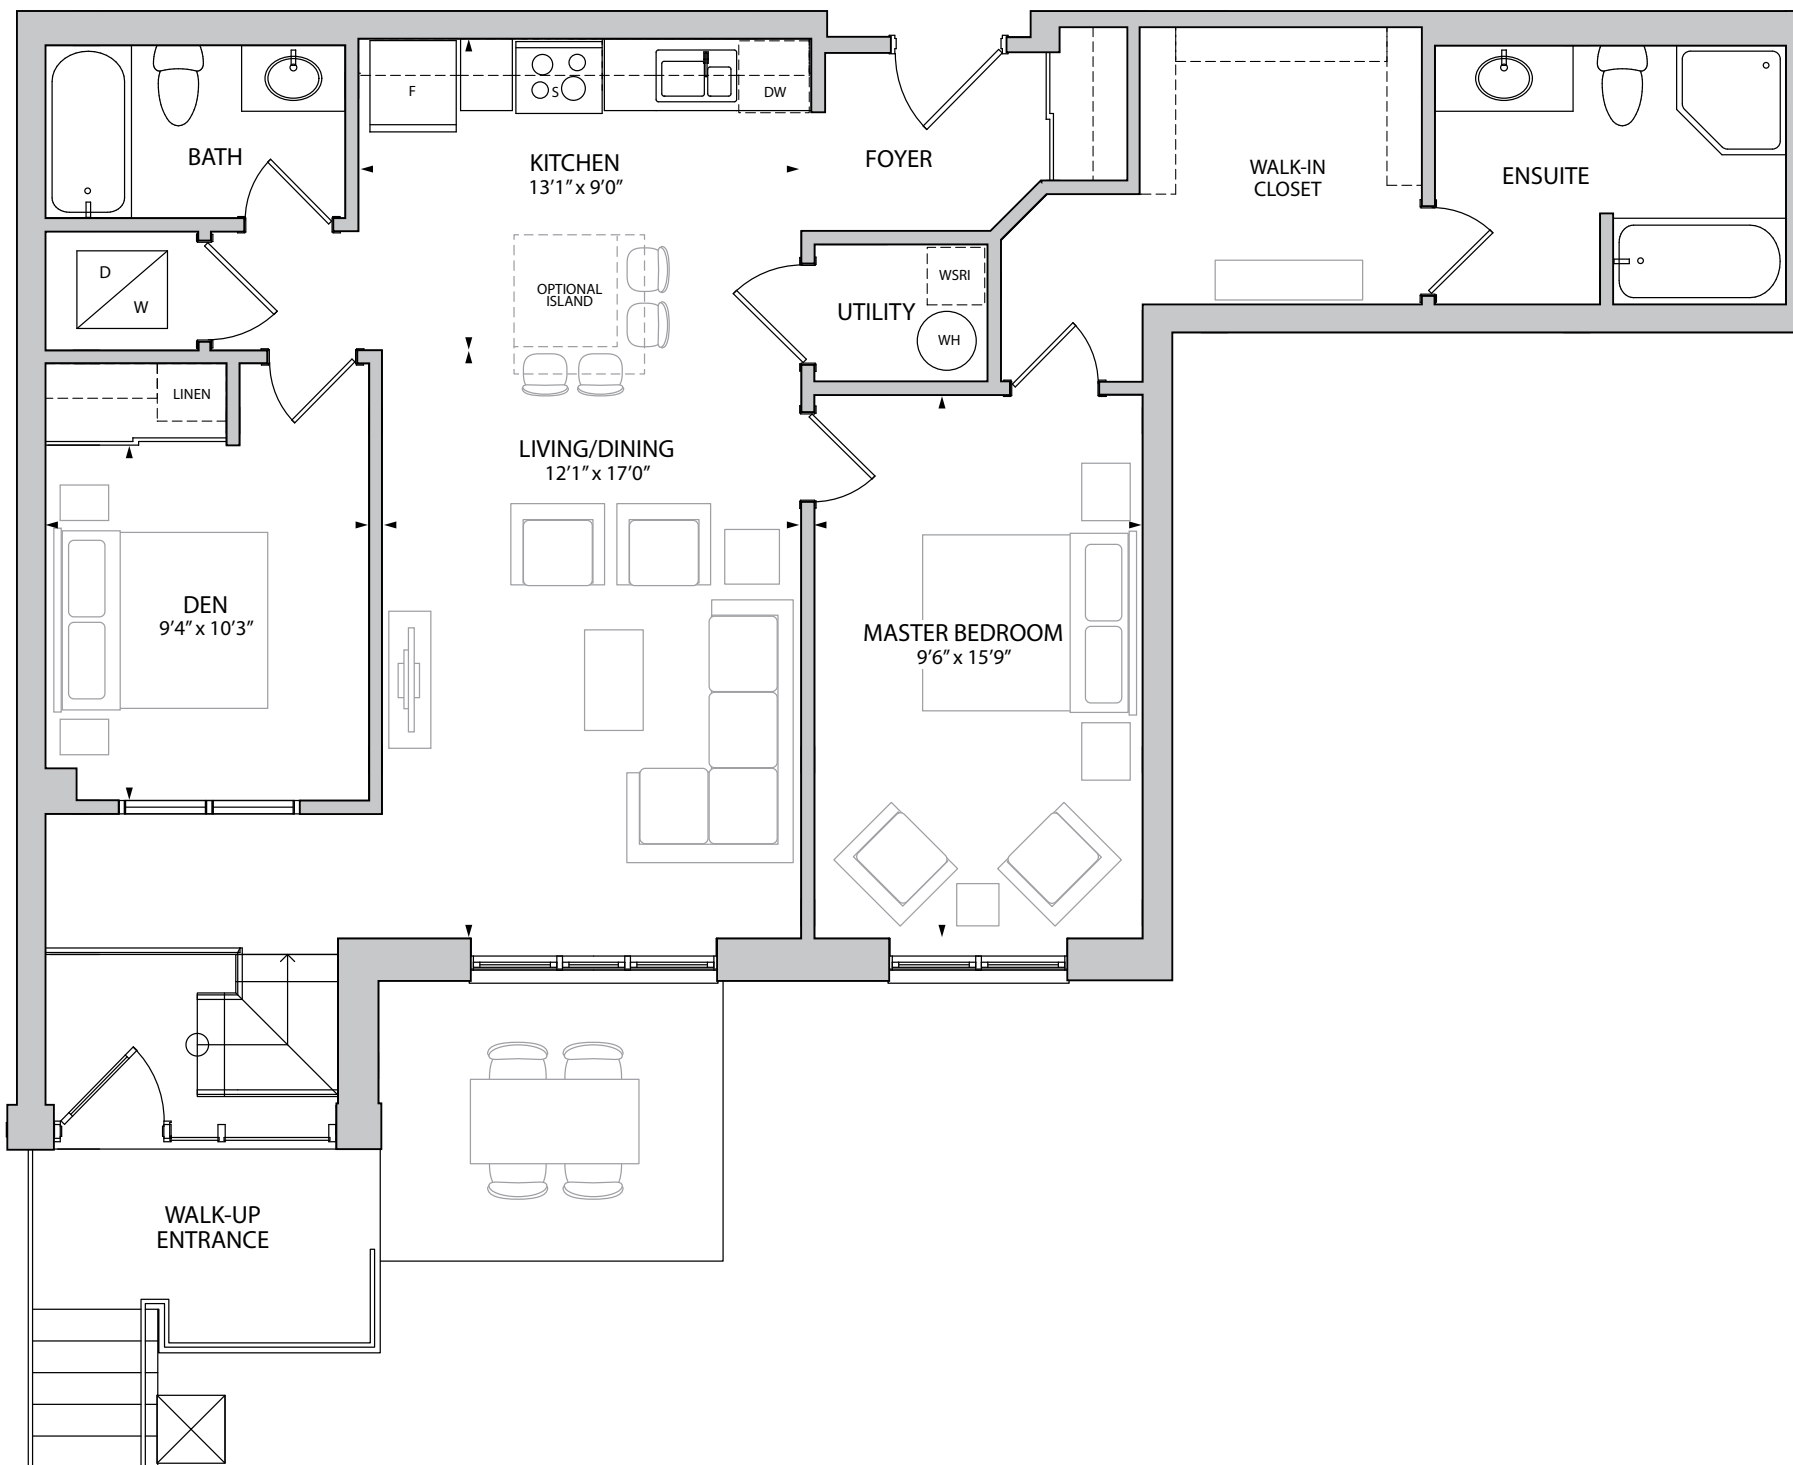 F
S
DW
BATH
KITCHEN
13'1" x 9'0"
FOYER
WALK-IN
CLOSET
ENSUITE
D
W
OPTIONAL
ISLAND
WSRI
UTILITY
WH
LINEN
LIVING/DINING
12'1" x 17'0"
DEN
9'4" x 10'3"
MASTER BEDROOM
9'6" x 15'9"
WALK-UP
ENTRANCE